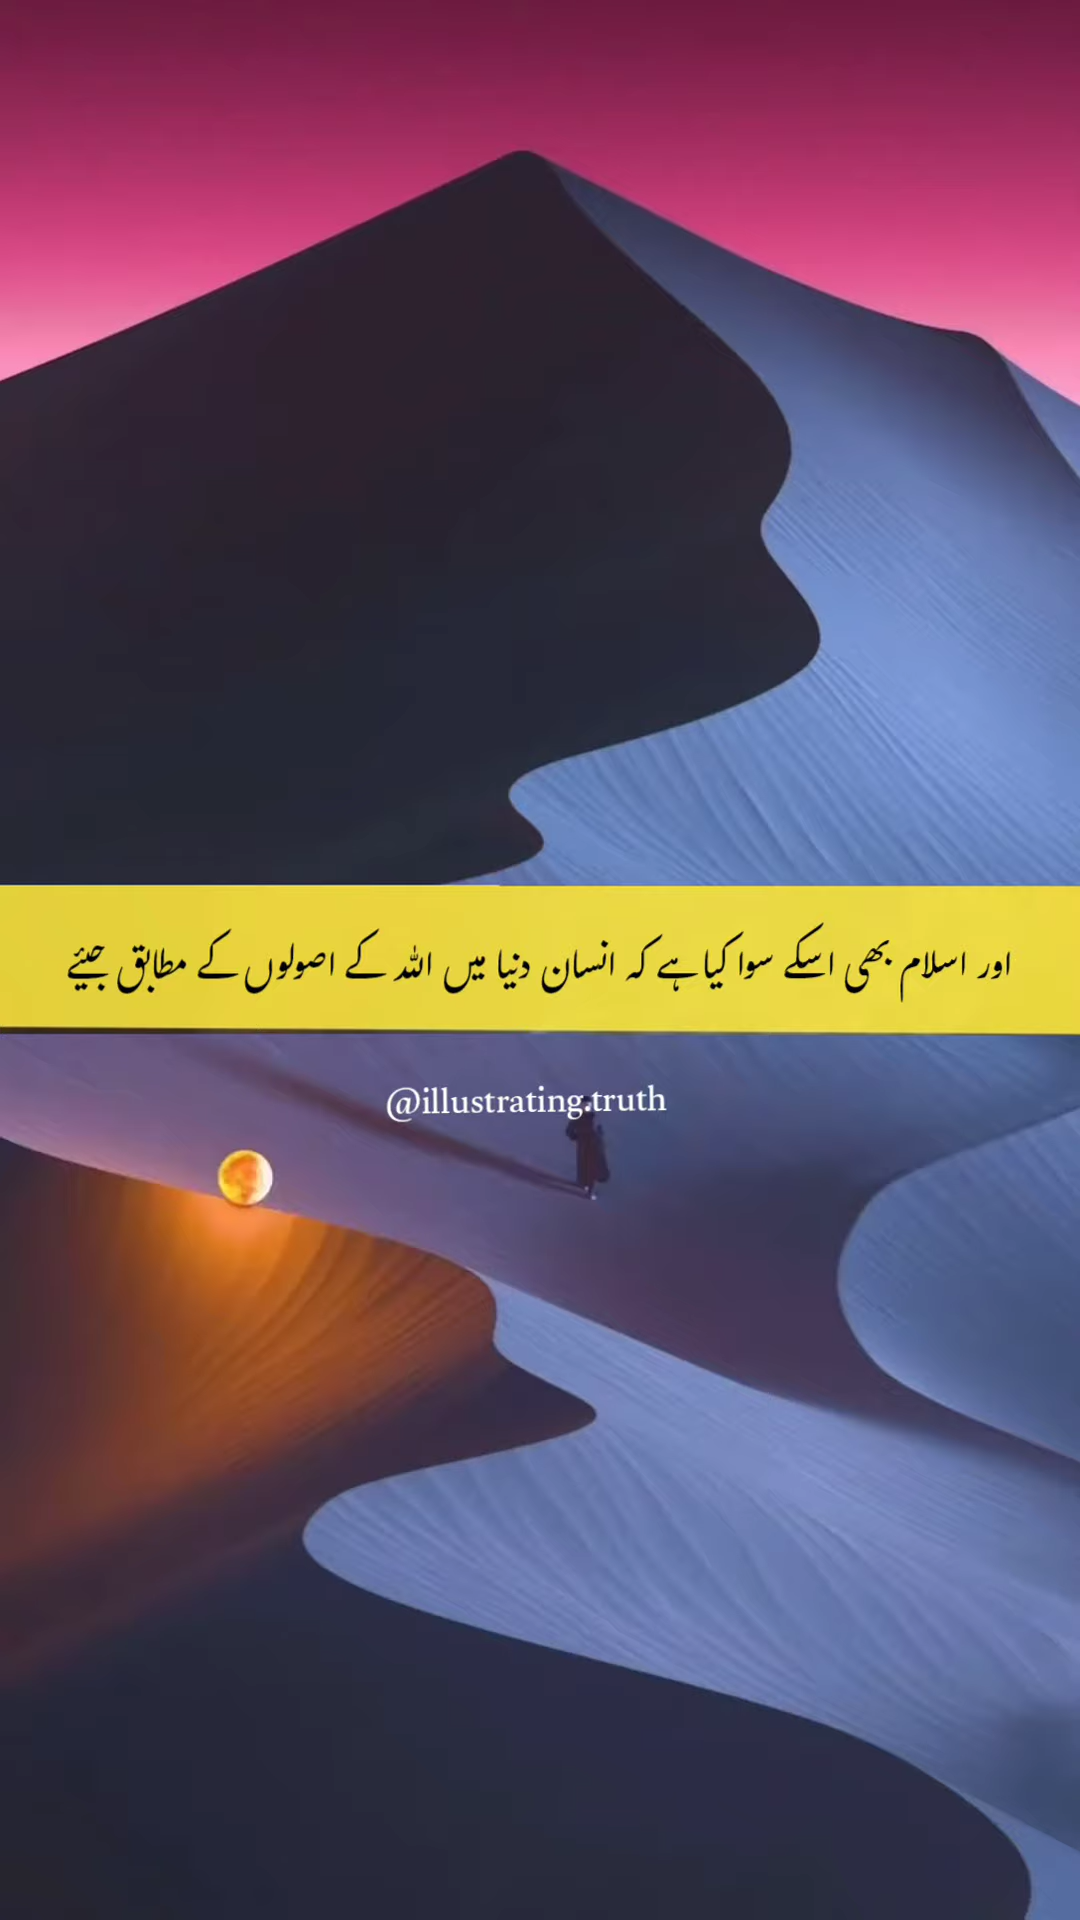 اور اسلام بھی اسکے سوا کیا ہے کہ انسان دنیا میں اللہ کے اصولوں کے مطابق جیئے
@illustrating.truth